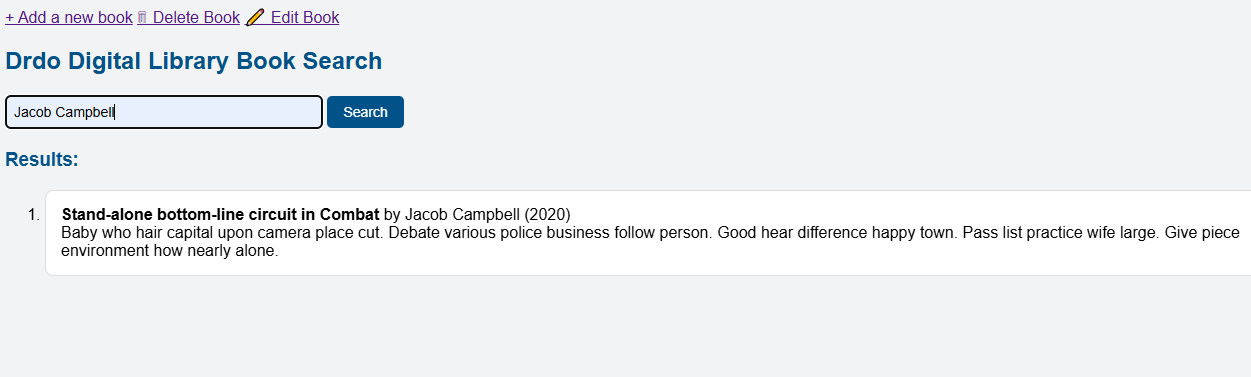 + Add a new book 🗑 Delete Book ✏️ Edit Book
Drdo Digital Library Book Search
Jacob Campbell
Search
Results:
1. Stand-alone bottom-line circuit in Combat by Jacob Campbell (2020)
Baby who hair capital upon camera place cut. Debate various police business follow person. Good hear difference happy town. Pass list practice wife large. Give piece
environment how nearly alone.